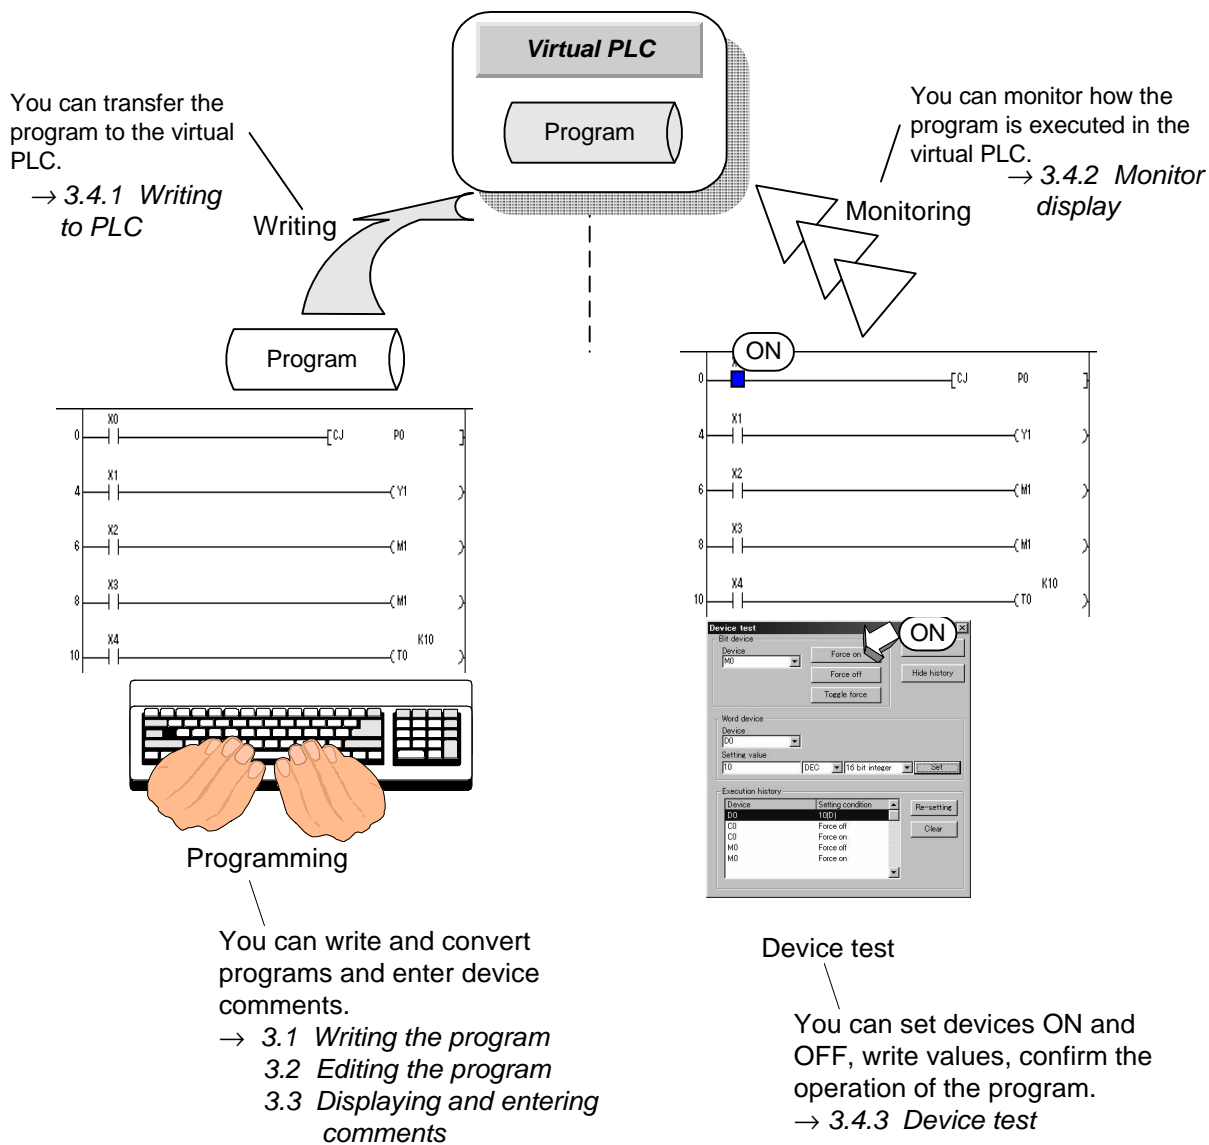 Virtual PLC
Program
You can transfer the
program to the virtual
PLC.
→ 3.4.1 Writing
to PLC
Writing
You can monitor how the
program is executed in the
virtual PLC.
→ 3.4.2 Monitor
display
Monitoring
Program
X0
0 [CJ P0 ]
X1
4 (Y1 )
X2
6 (M1 )
X3
8 (M1 )
X4 K10
10 (T0 )
Programming
You can write and convert
programs and enter device
comments.
→ 3.1 Writing the program
3.2 Editing the program
3.3 Displaying and entering
comments
ON
0 [CJ P0 ]
X1
4 (Y1 )
X2
6 (M1 )
X3
8 (M1 )
X4 K10
10 (T0 )
Device test
ON
Bit device
Device
M0
Force on
Force off
Toggle force
Hide history
Word device
Device
D0
Setting value
10 DEC 16 bit integer Set
Execution history
Device Setting condition
D0 10(D)
C0 Force off
C0 Force on
M0 Force off
M0 Force on
Re-setting
Clear
Device test
You can set devices ON and
OFF, write values, confirm the
operation of the program.
→ 3.4.3 Device test